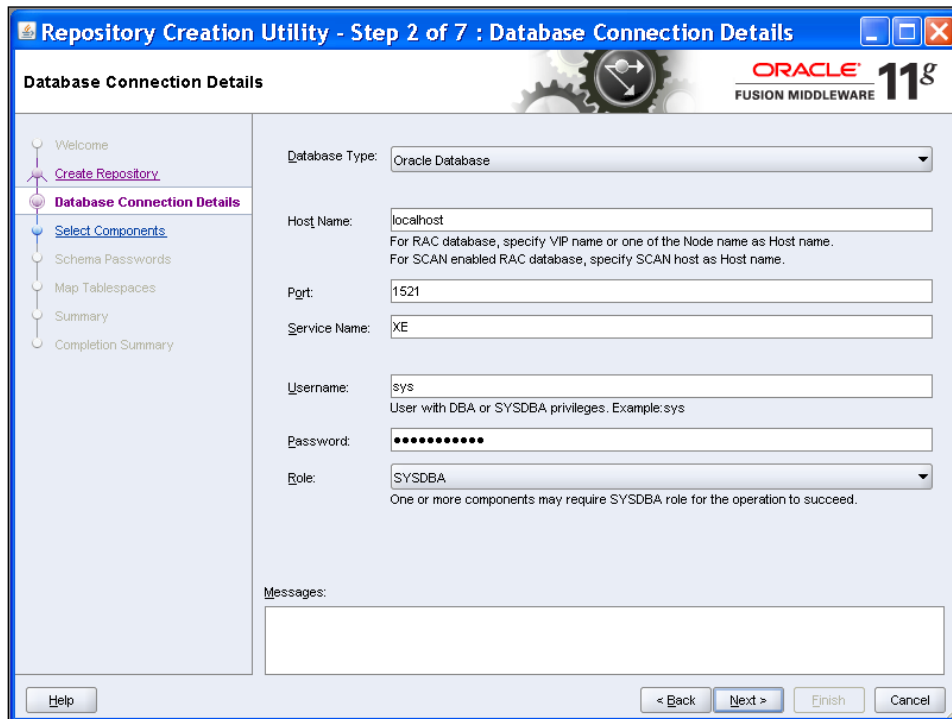 Repository Creation Utility - Step 2 of 7 : Database Connection Details
Database Connection Details
ORACLE
FUSION MIDDLEWARE 11g
Welcome
Create Repository
Database Connection Details
Select Components
Schema Passwords
Map Tablespaces
Summary
Completion Summary
Database Type: Oracle Database
Host Name: localhost
For RAC database, specify VIP name or one of the Node name as Host name.
For SCAN enabled RAC database, specify SCAN host as Host name.
Port: 1521
Service Name: XE
Username: sys
User with DBA or SYSDBA privileges. Example:sys
Password: ●●●●●●●●●●●
Role: SYSDBA
One or more components may require SYSDBA role for the operation to succeed.
Messages:
Help < Back Next > Finish Cancel